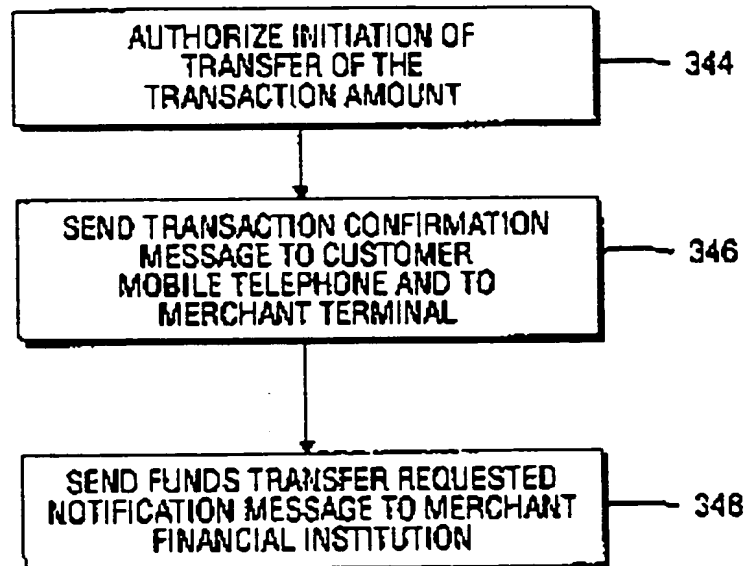 AUTHORIZE INITIATION OF
TRANSFER OF THE
TRANSACTION AMOUNT
344
SEND TRANSACTION CONFIRMATION
MESSAGE TO CUSTOMER
MOBILE TELEPHONE AND TO
MERCHANT TERMINAL
346
SEND FUNDS TRANSFER REQUESTED
NOTIFICATION MESSAGE TO MERCHANT
FINANCIAL INSTITUTION
348